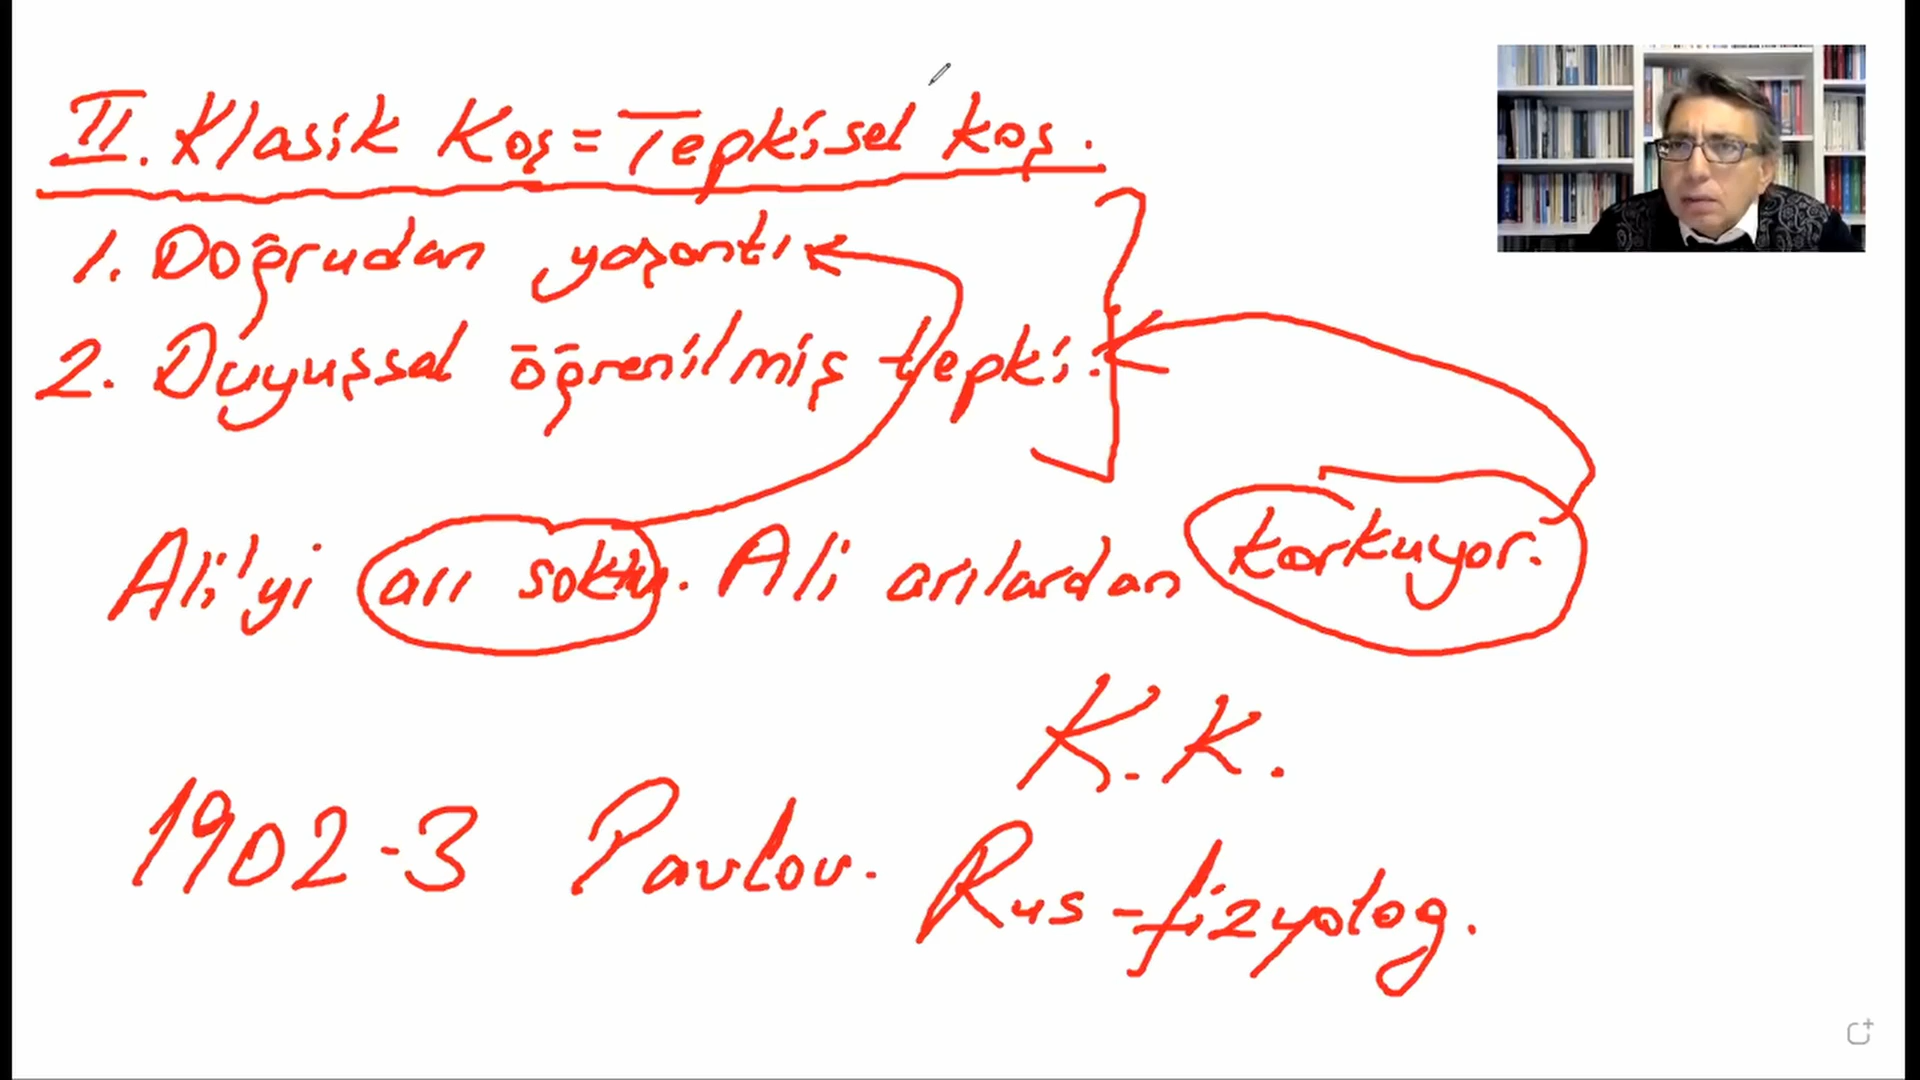 II. Klasik Koş = Tepkisel koş.
1. Doğrudan yaşantı
2. Duyuşsal öğrenilmiş tepki.
Ali'yi arı soktu. Ali arılardan korkuyor.
K.K.
1902-3 Pavlov. Rus-fizyolog.